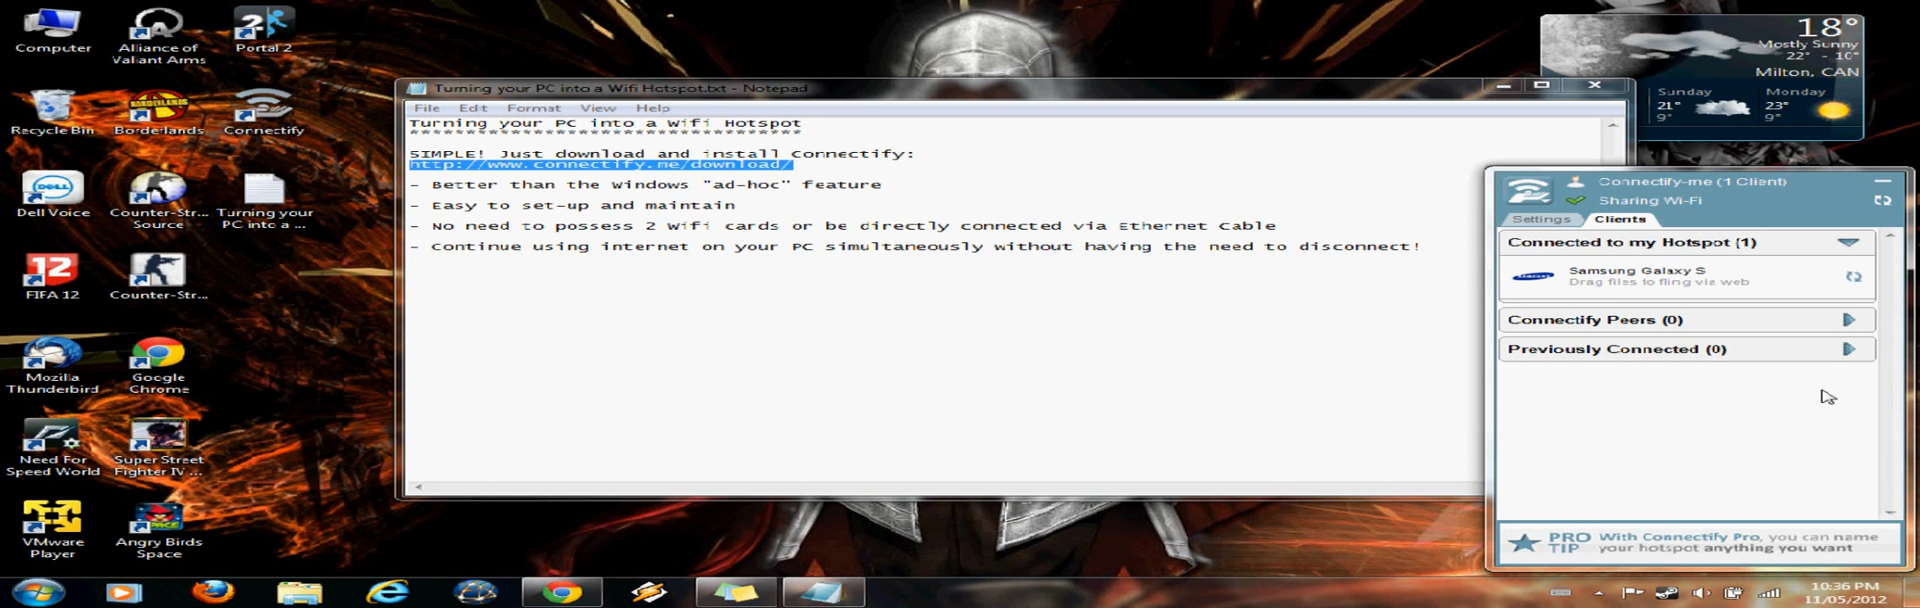 Computer
Alliance of
Valiant Arms
Portal 2
Recycle Bin
BORDERLANDS
Borderlands
Connectify
DELL
Dell Voice
Counter-Str...
Source
Turning your
PC into a ...
12
FIFA 12
Counter-Str...
Mozilla
Thunderbird
Google
Chrome
Need For
Speed World
Super Street
Fighter IV ...
VMware
Player
SPACE
Angry Birds
Space
Turning your PC into a Wifi Hotspot.txt - Notepad
File Edit Format View Help
Turning your PC into a Wifi Hotspot
***********************************
SIMPLE! Just download and install Connectify:
http://www.connectify.me/download/
- Better than the Windows "ad-hoc" feature
- Easy to set-up and maintain
- No need to possess 2 Wifi cards or be directly connected via Ethernet Cable
- Continue using internet on your PC simultaneously without having the need to disconnect!
18°
Mostly Sunny
22° - 10°
Milton, CAN
Sunday
21°
9°
Monday
23°
9°
Connectify-me (1 Client)
Sharing Wi-Fi
Settings Clients
Connected to my Hotspot (1)
SAMSUNG
Samsung Galaxy S
Drag files to fling via web
Connectify Peers (0)
Previously Connected (0)
PRO TIP
With Connectify Pro, you can name
your hotspot anything you want
10:36 PM
11/05/2012